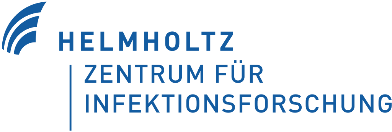 HELMHOLTZ
ZENTRUM FÜR
INFEKTIONSFORSCHUNG